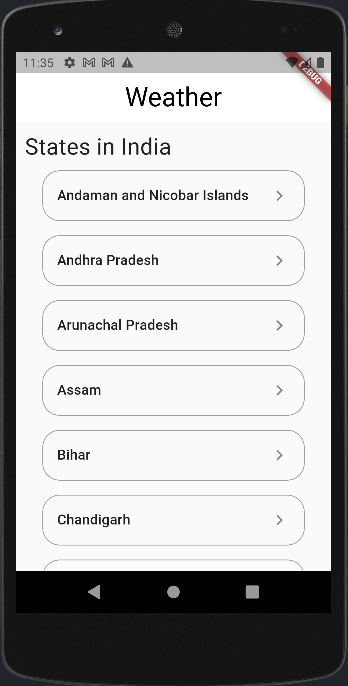 11:35
DEBUG
Weather
States in India
Andaman and Nicobar Islands
Andhra Pradesh
Arunachal Pradesh
Assam
Bihar
Chandigarh